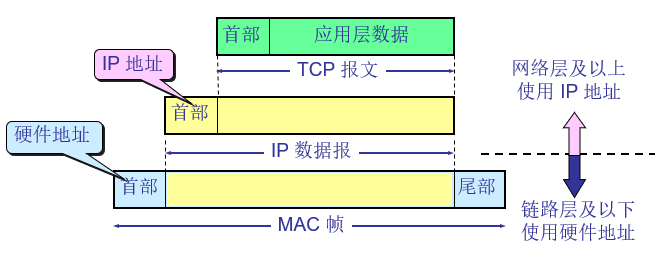 首部
应用层数据
IP 地址
TCP 报文
网络层及以上
使用 IP 地址
首部
硬件地址
IP 数据报
首部
尾部
链路层及以下
使用硬件地址
MAC 帧